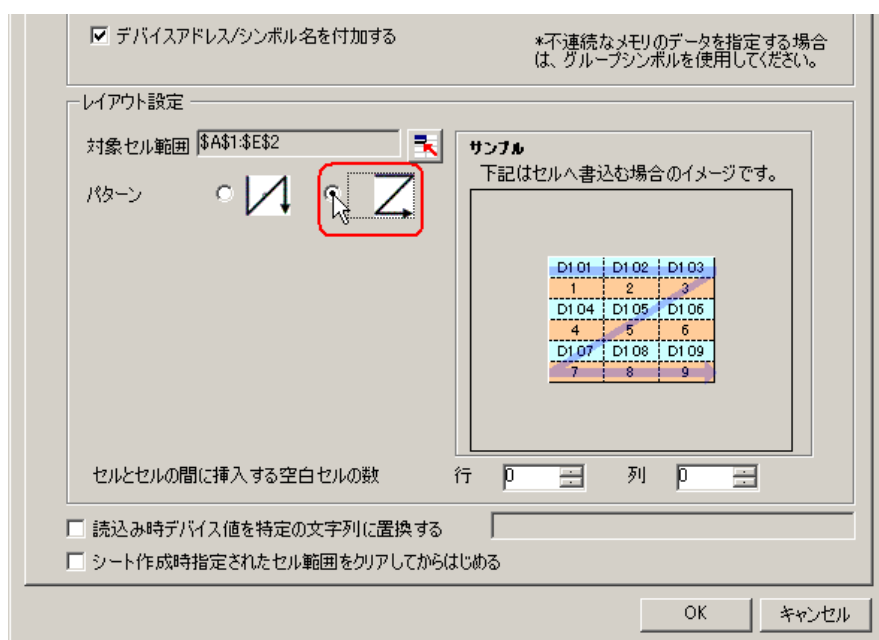 デバイスアドレス/シンボル名を付加する
*不連続なメモリのデータを指定する場合
は、グループシンボルを使用してください。
レイアウト設定
対象セル範囲 $A$1:$E$2
サンプル
下記はセルへ書込む場合のイメージです。
パターン
D101 D102 D103
1 2 3
D104 D105 D106
4 5 6
D107 D108 D109
7 8 9
セルとセルの間に挿入する空白セルの数 行 0 列 0
読込み時デバイス値を特定の文字列に置換する
シート作成時指定されたセル範囲をクリアしてからはじめる
OK キャンセル